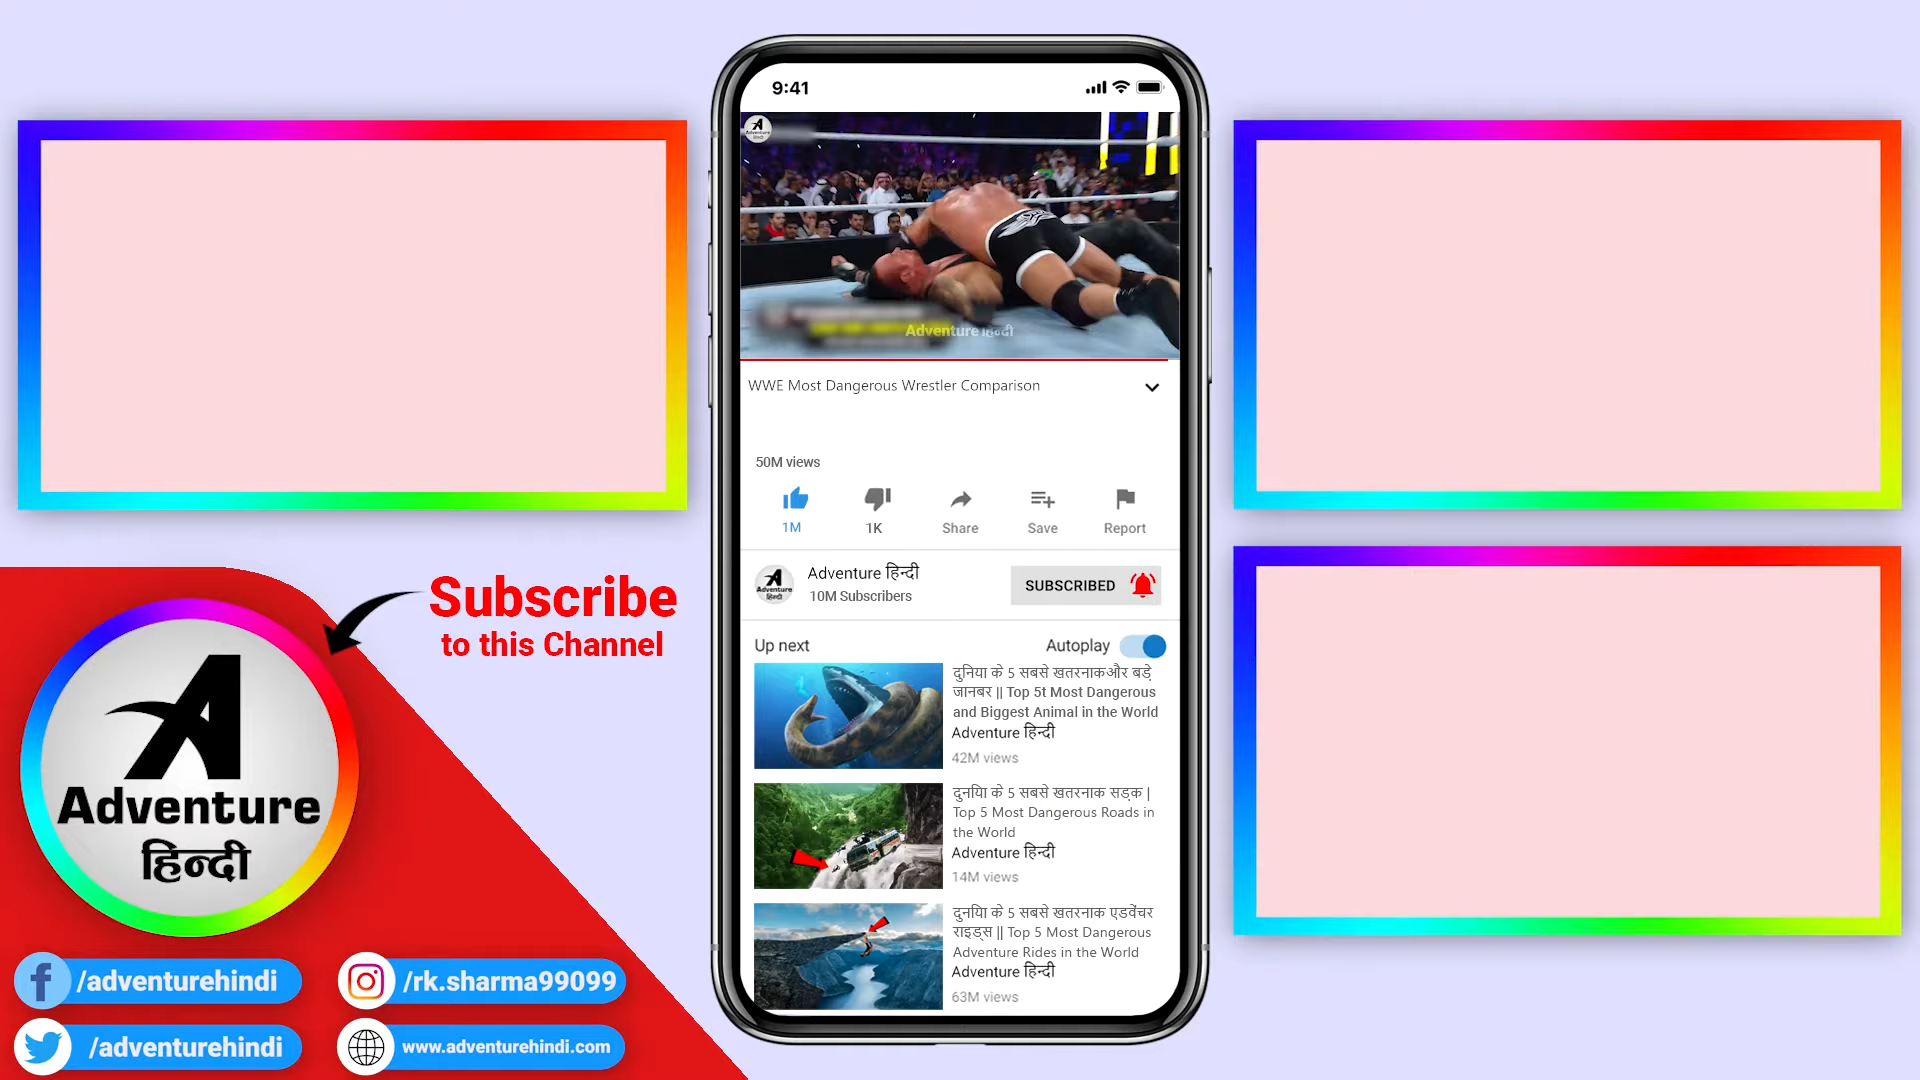 9:41
A
Adventure
हिन्दी
Adventure हिन्दी
WWE Most Dangerous Wrestler Comparison
50M views
1M
1K
Share
Save
Report
Adventure
हिन्दी
Adventure हिन्दी
10M Subscribers
SUBSCRIBED
Up next
Autoplay
दुनिया के 5 सबसे खतरनाकऔर बड़े
जानबर || Top 5t Most Dangerous
and Biggest Animal in the World
Adventure हिन्दी
42M views
दुनिया के 5 सबसे खतरनाक सड़क |
Top 5 Most Dangerous Roads in
the World
Adventure हिन्दी
14M views
दुनिया के 5 सबसे खतरनाक एडवेंचर
राइड्स || Top 5 Most Dangerous
Adventure Rides in the World
Adventure हिन्दी
63M views
Subscribe
to this Channel
A
Adventure
हिन्दी
/adventurehindi
/rk.sharma99099
/adventurehindi
www.adventurehindi.com